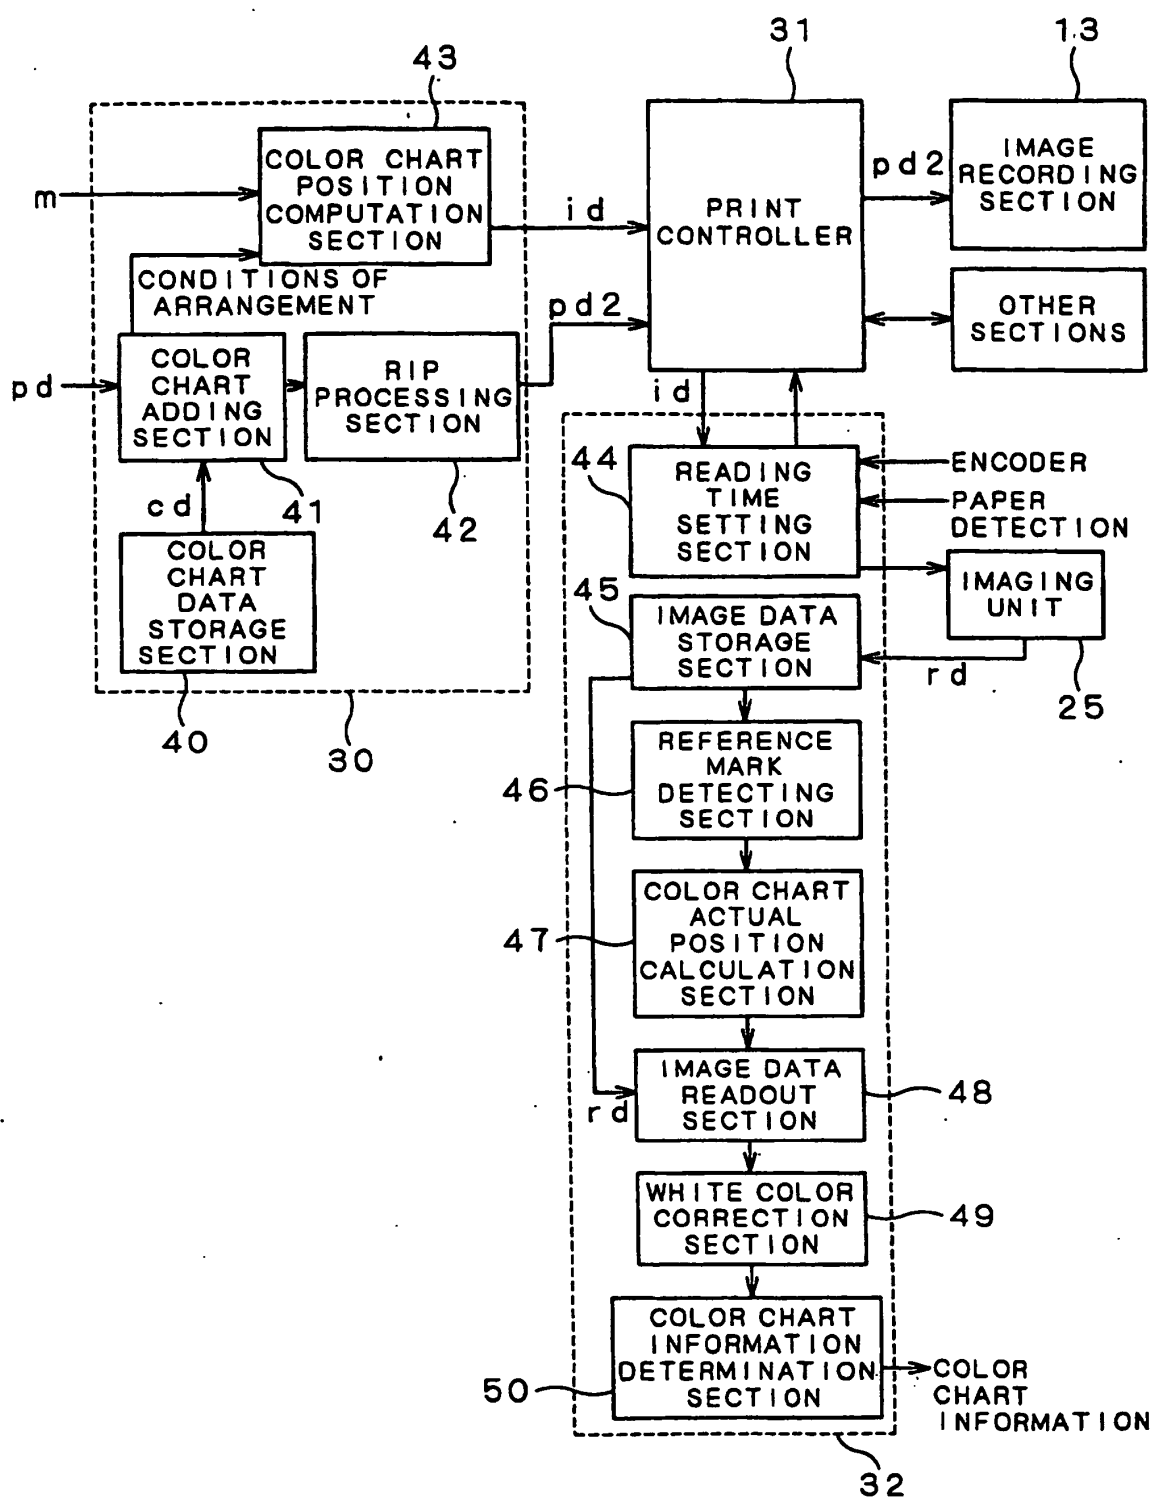 31
13
43
COLOR CHART
POSITION
COMPUTATION
SECTION
m
id
PRINT
CONTROLLER
pd2
IMAGE
RECORDING
SECTION
CONDITIONS OF
ARRANGEMENT
pd2
OTHER
SECTIONS
pd
COLOR
CHART
ADDING
SECTION
RIP
PROCESSING
SECTION
id
41
42
cd
COLOR
CHART
DATA
STORAGE
SECTION
40
30
44
READING
TIME
SETTING
SECTION
ENCODER
PAPER
DETECTION
IMAGING
UNIT
25
45
IMAGE DATA
STORAGE
SECTION
rd
46
REFERENCE
MARK
DETECTING
SECTION
47
COLOR CHART
ACTUAL
POSITION
CALCULATION
SECTION
rd
IMAGE DATA
READOUT
SECTION
48
WHITE COLOR
CORRECTION
SECTION
49
50
COLOR CHART
INFORMATION
DETERMINATION
SECTION
COLOR
CHART
INFORMATION
32